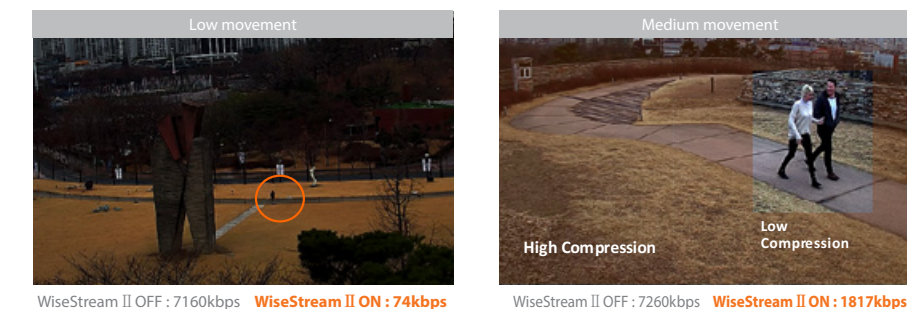 Low movement
WiseStream Ⅱ OFF : 7160kbps WiseStream Ⅱ ON : 74kbps
Medium movement
High Compression
Low
Compression
WiseStream Ⅱ OFF : 7260kbps WiseStream Ⅱ ON : 1817kbps